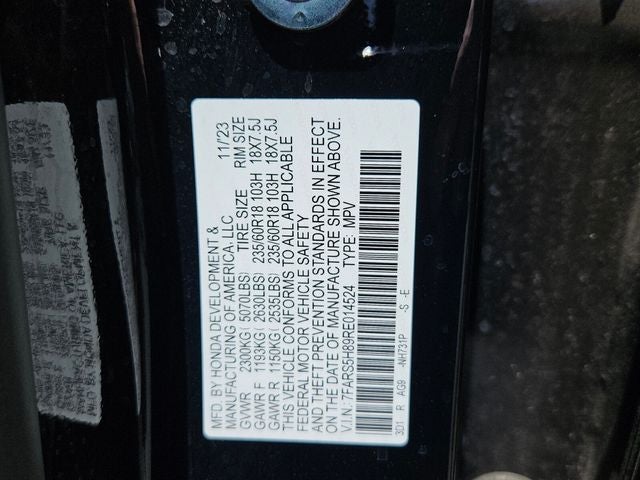 MFD. BY HONDA DEVELOPMENT &
MANUFACTURING OF AMERICA, LLC 11/23
GVWR 2300KG( 5070LBS) TIRE SIZE RIM SIZE
GAWR F 1193KG( 2630LBS) 235/60R18 103H 18X7.5J
GAWR R 1150KG( 2535LBS) 235/60R18 103H 18X7.5J
THIS VEHICLE CONFORMS TO ALL APPLICABLE
FEDERAL MOTOR VEHICLE SAFETY
AND THEFT PREVENTION STANDARDS IN EFFECT
ON THE DATE OF MANUFACTURE SHOWN ABOVE.
V.I.N.: 7FARS5H89RE014524 TYPE: MPV
3D1 R AG9 -NH731P -S -E